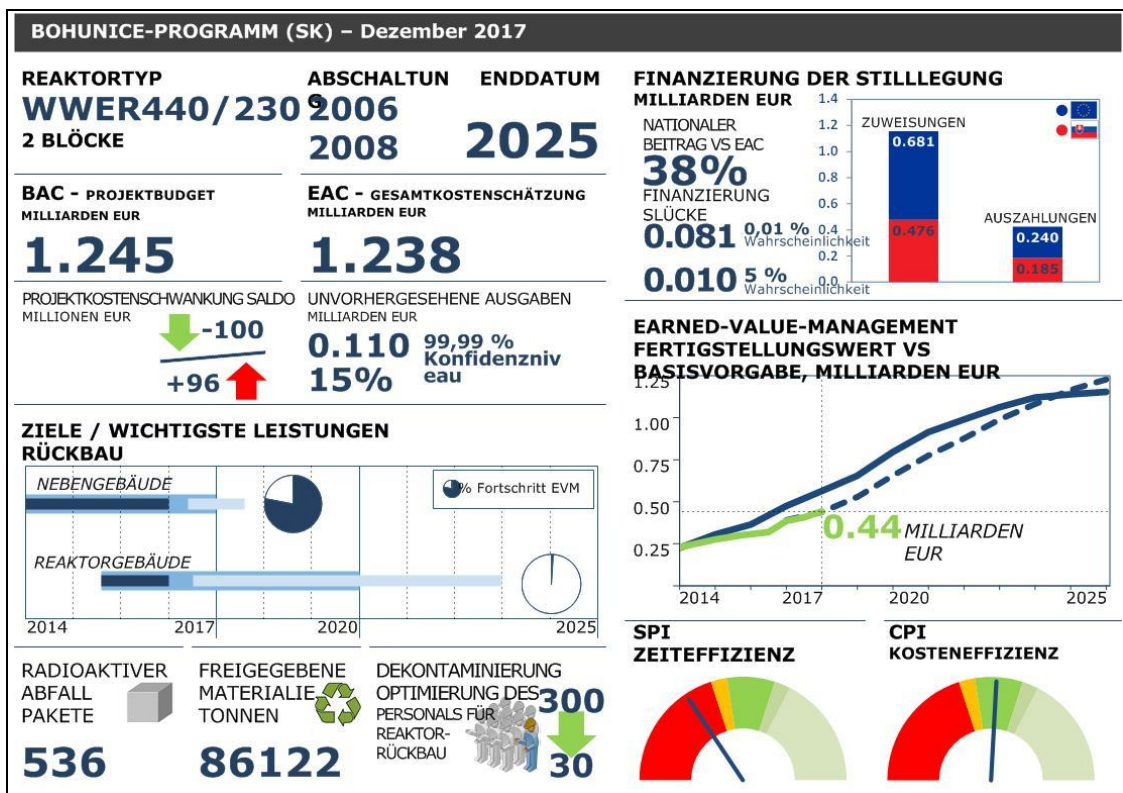 BOHUNICE-PROGRAMM (SK) – Dezember 2017
REAKTORTYP
WWER440/230
2 BLÖCKE
ABSCHALTUN
G
2006
2008
ENDDATUM
2025
BAC - PROJEKTBUDGET
MILLIARDEN EUR
1.245
EAC - GESAMTKOSTENSCHÄTZUNG
MILLIARDEN EUR
1.238
PROJEKTKOSTENSCHWANKUNG SALDO
MILLIONEN EUR
-100
+96
UNVORHERGESEHENE AUSGABEN
MILLIARDEN EUR
0.110 99,99 %
Konfidenzniv
eau
15%
ZIELE / WICHTIGSTE LEISTUNGEN
RÜCKBAU
NEBENGEBÄUDE
% Fortschritt EVM
REAKTORGEBÄUDE
2014 2017 2020 2025
RADIOAKTIVER
ABFALL
PAKETE
536
FREIGEGEBENE
MATERIALIE
TONNEN
86122
DEKONTAMINIERUNG
OPTIMIERUNG DES
PERSONALS FÜR
REAKTOR-
RÜCKBAU
300
30
FINANZIERUNG DER STILLLEGUNG
MILLIARDEN EUR
NATIONALER
BEITRAG VS EAC
38%
FINANZIERUNG
SLÜCKE
0.081 0,01 %
Wahrscheinlichkeit
0.010 5 %
Wahrscheinlichkeit
1.4
1.2
1.0
0.8
0.6
0.4
0.2
0.0
ZUWEISUNGEN
0.681
0.476
AUSZAHLUNGEN
0.240
0.185
EARNED-VALUE-MANAGEMENT
FERTIGSTELLUNGSWERT VS
BASISVORGABE, MILLIARDEN EUR
1.25
1.00
0.75
0.50
0.25
0.44 MILLIARDEN
EUR
2014 2017 2020 2025
SPI
ZEITEFFIZIENZ
CPI
KOSTENEFFIZIENZ